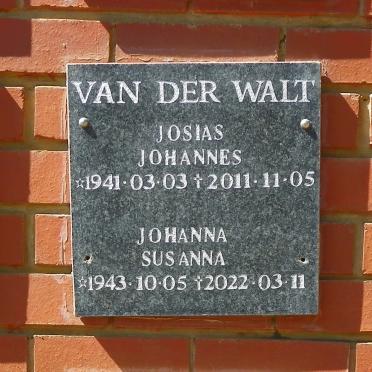 VAN DER WALT
JOSIAS
JOHANNES
☆1941·03·03 †2011·11·05
JOHANNA
SUSANNA
☆1943·10·05 †2022·03·11